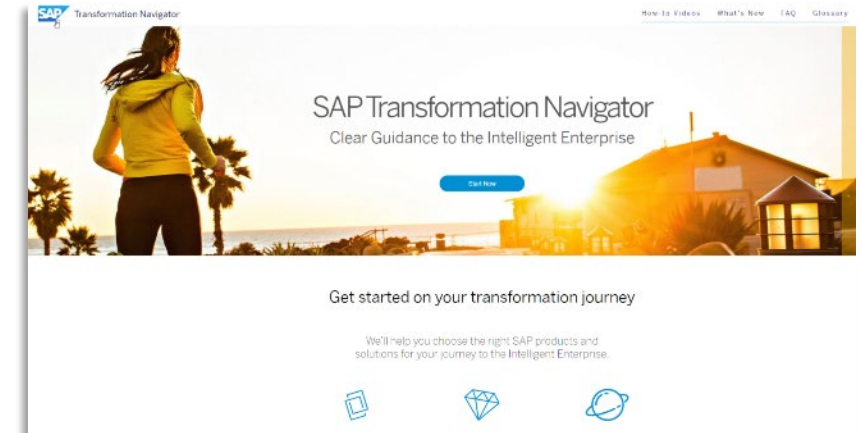 SAP Transformation Navigator
How-to Videos What's New FAQ Glossary
SAP Transformation Navigator
Clear Guidance to the Intelligent Enterprise
Start Now
Get started on your transformation journey
We'll help you choose the right SAP products and
solutions for your journey to the Intelligent Enterprise.